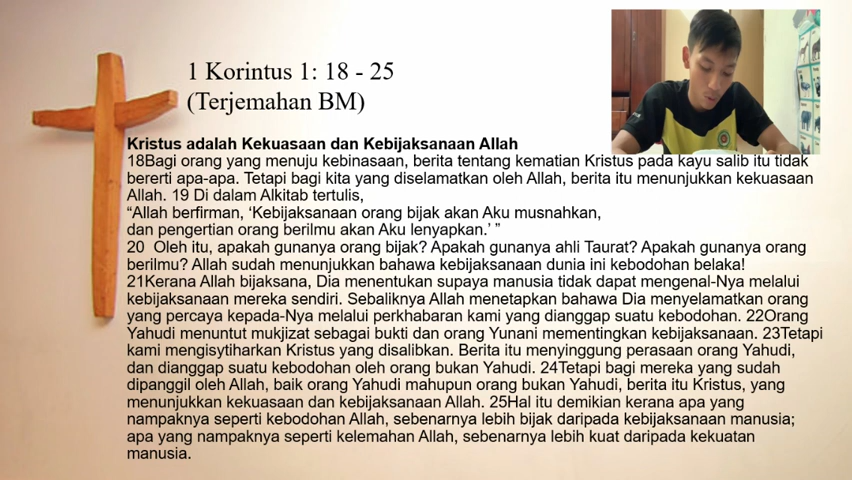 1 Korintus 1: 18 - 25
(Terjemahan BM)
Kristus adalah Kekuasaan dan Kebijaksanaan Allah
18Bagi orang yang menuju kebinasaan, berita tentang kematian Kristus pada kayu salib itu tidak
bererti apa-apa. Tetapi bagi kita yang diselamatkan oleh Allah, berita itu menunjukkan kekuasaan
Allah. 19 Di dalam Alkitab tertulis,
“Allah berfirman, ‘Kebijaksanaan orang bijak akan Aku musnahkan,
dan pengertian orang berilmu akan Aku lenyapkan.’ ”
20  Oleh itu, apakah gunanya orang bijak? Apakah gunanya ahli Taurat? Apakah gunanya orang
berilmu? Allah sudah menunjukkan bahawa kebijaksanaan dunia ini kebodohan belaka!
21Kerana Allah bijaksana, Dia menentukan supaya manusia tidak dapat mengenal-Nya melalui
kebijaksanaan mereka sendiri. Sebaliknya Allah menetapkan bahawa Dia menyelamatkan orang
yang percaya kepada-Nya melalui perkhabaran kami yang dianggap suatu kebodohan. 22Orang
Yahudi menuntut mukjizat sebagai bukti dan orang Yunani mementingkan kebijaksanaan. 23Tetapi
kami mengisytiharkan Kristus yang disalibkan. Berita itu menyinggung perasaan orang Yahudi,
dan dianggap suatu kebodohan oleh orang bukan Yahudi. 24Tetapi bagi mereka yang sudah
dipanggil oleh Allah, baik orang Yahudi mahupun orang bukan Yahudi, berita itu Kristus, yang
menunjukkan kekuasaan dan kebijaksanaan Allah. 25Hal itu demikian kerana apa yang
nampaknya seperti kebodohan Allah, sebenarnya lebih bijak daripada kebijaksanaan manusia;
apa yang nampaknya seperti kelemahan Allah, sebenarnya lebih kuat daripada kekuatan
manusia.